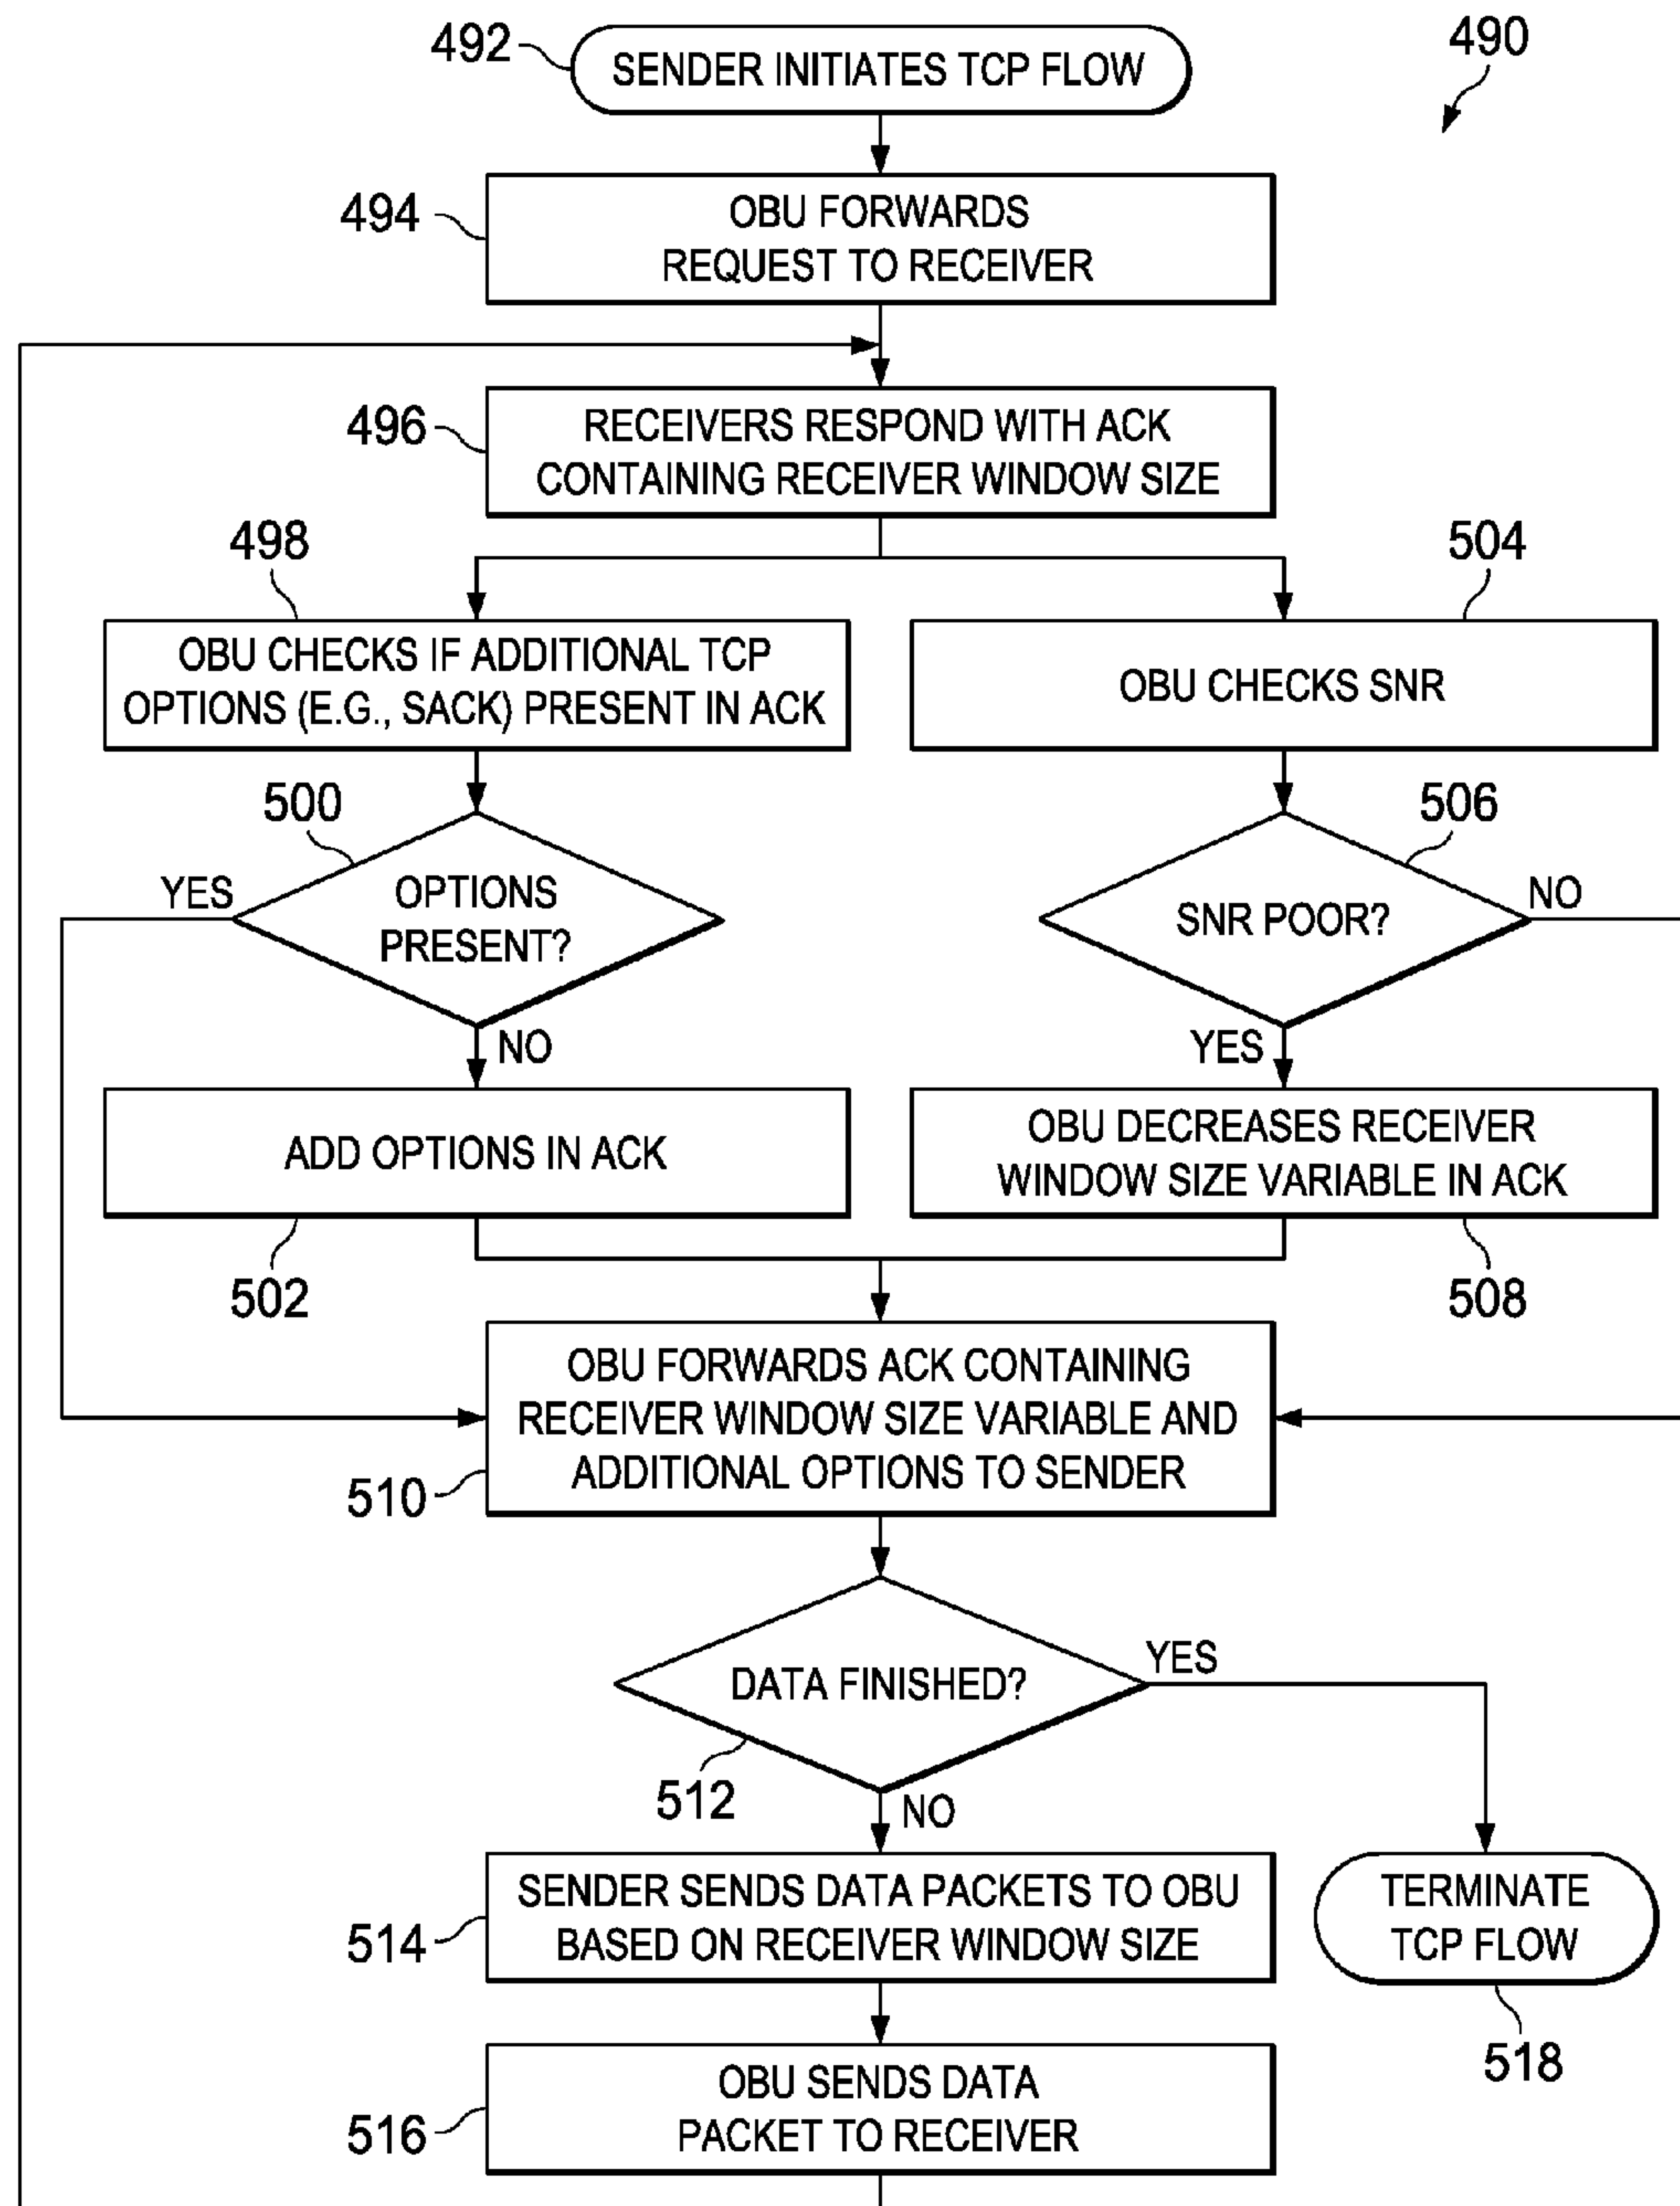 490
492
SENDER INITIATES TCP FLOW
494
OBU FORWARDS
REQUEST TO RECEIVER
496
RECEIVERS RESPOND WITH ACK
CONTAINING RECEIVER WINDOW SIZE
498
OBU CHECKS IF ADDITIONAL TCP
OPTIONS (E.G., SACK) PRESENT IN ACK
504
OBU CHECKS SNR
500
YES
OPTIONS
PRESENT?
NO
506
SNR POOR?
NO
YES
ADD OPTIONS IN ACK
502
OBU DECREASES RECEIVER
WINDOW SIZE VARIABLE IN ACK
508
OBU FORWARDS ACK CONTAINING
RECEIVER WINDOW SIZE VARIABLE AND
ADDITIONAL OPTIONS TO SENDER
510
DATA FINISHED?
YES
512
NO
SENDER SENDS DATA PACKETS TO OBU
BASED ON RECEIVER WINDOW SIZE
514
TERMINATE
TCP FLOW
518
OBU SENDS DATA
PACKET TO RECEIVER
516